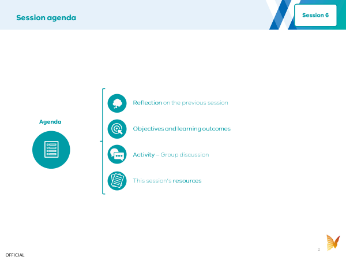 Session agenda
Session 6
Agenda
Reflection on the previous session
Objectives and learning outcomes
Activity – Group discussion
This session's resources
OFFICIAL